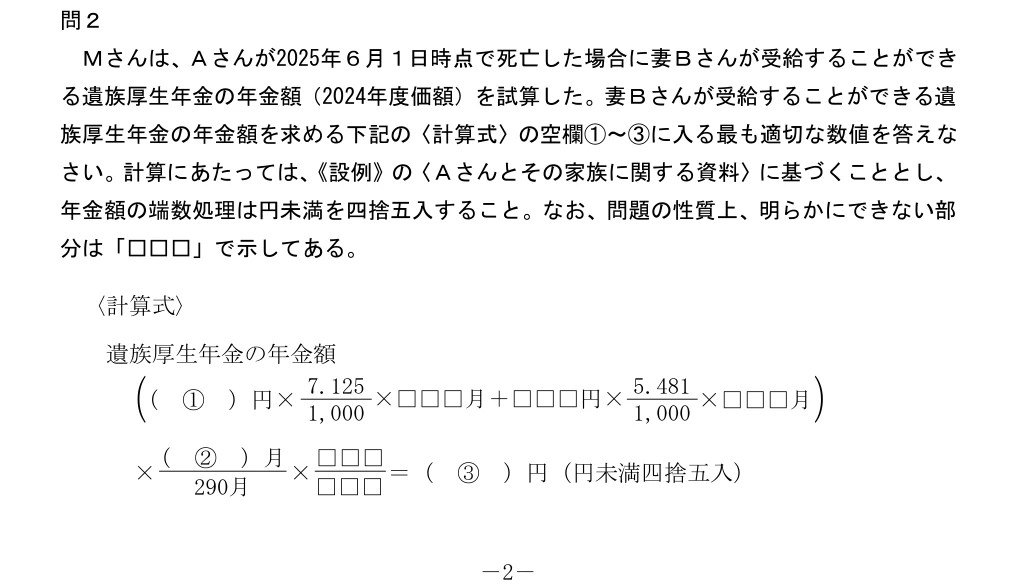 問２
Ｍさんは、Ａさんが2025年６月１日時点で死亡した場合に妻Ｂさんが受給することができ
る遺族厚生年金の年金額（2024年度価額）を試算した。妻Ｂさんが受給することができる遺
族厚生年金の年金額を求める下記の〈計算式〉の空欄①～③に入る最も適切な数値を答えな
さい。計算にあたっては、《設例》の〈Ａさんとその家族に関する資料〉に基づくこととし、
年金額の端数処理は円未満を四捨五入すること。なお、問題の性質上、明らかにできない部
分は「□□□」で示してある。
〈計算式〉
遺族厚生年金の年金額
(（　①　）円×7.125/1,000×□□□月＋□□□円×5.481/1,000×□□□月)
×（　②　）月/290月×□□□/□□□＝（　③　）円（円未満四捨五入）
－2－